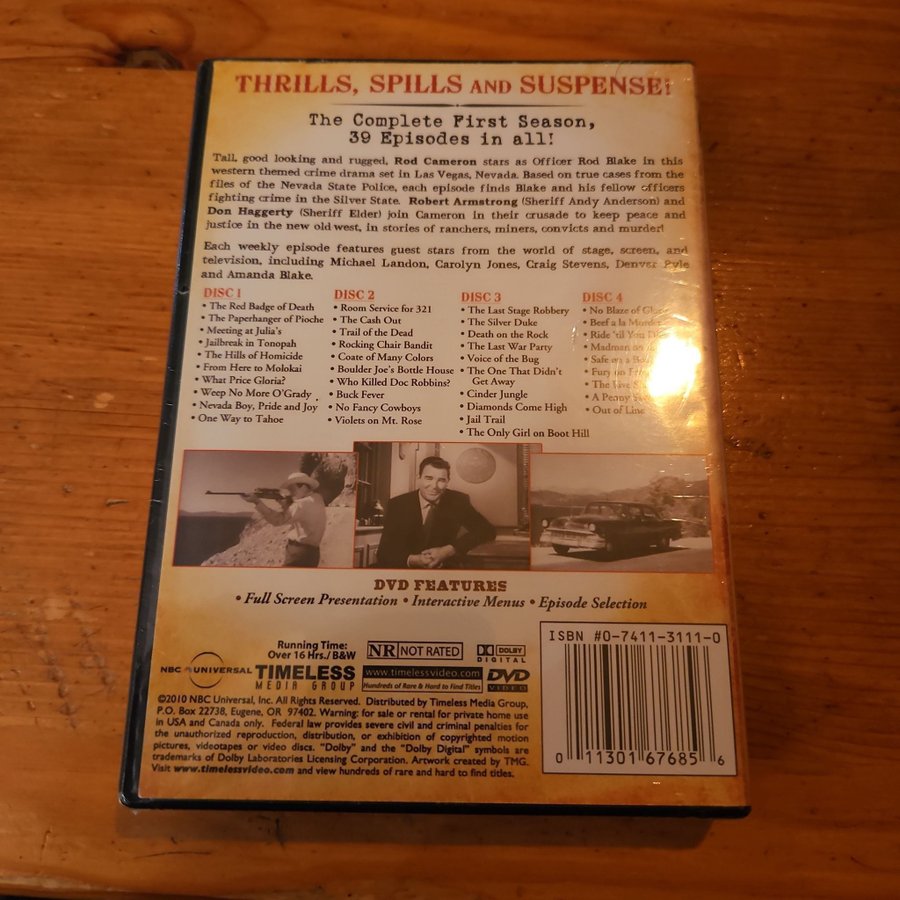 THRILLS, SPILLS AND SUSPENSE!
The Complete First Season,
39 Episodes in all!
Tall, good looking and rugged, Rod Cameron stars as Officer Rod Blake in this
western themed crime drama set in Las Vegas, Nevada. Based on true cases from the
files of the Nevada State Police, each episode finds Blake and his fellow officers
fighting crime in the Silver State. Robert Armstrong (Sheriff Andy Anderson) and
Don Haggerty (Sheriff Elder) join Cameron in their crusade to keep peace and
justice in the new old west, in stories of ranchers, miners, convicts and murder!
Each weekly episode features guest stars from the world of stage, screen, and
television, including Michael Landon, Carolyn Jones, Craig Stevens, Denver Pyle
and Amanda Blake.
DISC 1
• The Red Badge of Death
• The Paperhanger of Pioche
• Meeting at Julia's
• Jailbreak in Tonopah
• The Hills of Homicide
• From Here to Molokai
• What Price Gloria?
• Weep No More O'Grady
• Nevada Boy, Pride and Joy
• One Way to Tahoe
DISC 2
• Room Service for 321
• The Cash Out
• Trail of the Dead
• Rocking Chair Bandit
• Coate of Many Colors
• Boulder Joe's Bottle House
• Who Killed Doc Robbins?
• Buck Fever
• No Fancy Cowboys
• Violets on Mt. Rose
DISC 3
• The Last Stage Robbery
• The Silver Duke
• Death on the Rock
• The Last War Party
• Voice of the Bug
• The One That Didn't
Get Away
• Cinder Jungle
• Diamonds Come High
• Jail Trail
• The Only Girl on Boot Hill
DISC 4
• No Blaze of
• Beef a la Murder
• Ride 'til You
• Madman on
• Safe on a
• Fury on
• The
• A Penny
• Out of Line
DVD FEATURES
• Full Screen Presentation • Interactive Menus • Episode Selection
ISBN #0-7411-3111-0
0 11301 67685 6
Running Time:
Over 16 Hrs./B&W
NR NOT RATED
DOLBY
DIGITAL
NBC UNIVERSAL
TIMELESS
MEDIA GROUP
www.timelessvideo.com
Hundreds of Rare & Hard to Find Titles
DVD
VIDEO
©2010 NBC Universal, Inc. All Rights Reserved. Distributed by Timeless Media Group,
P.O. Box 22738, Eugene, OR 97402. Warning: for sale or rental for private home use
in USA and Canada only. Federal law provides severe civil and criminal penalties for
the unauthorized reproduction, distribution, or exhibition of copyrighted motion
pictures, videotapes or video discs. "Dolby" and the "Dolby Digital" symbols are
trademarks of Dolby Laboratories Licensing Corporation. Artwork created by TMG.
Visit www.timelessvideo.com and view hundreds of rare and hard to find titles.